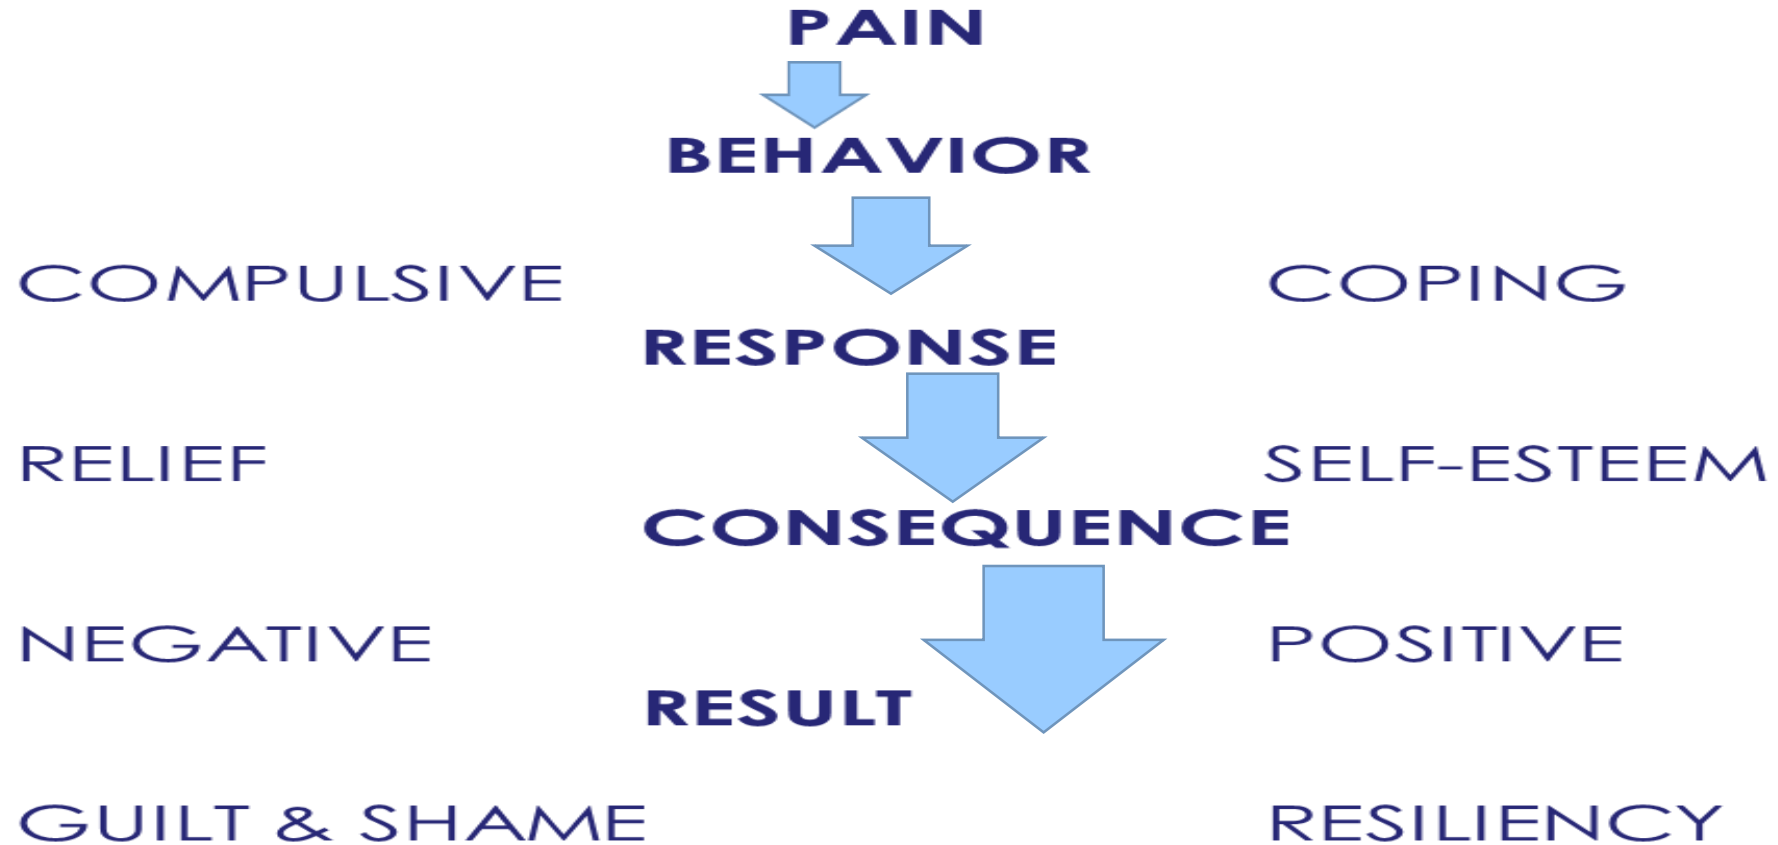 PAIN
BEHAVIOR
COMPULSIVE COPING
RESPONSE
RELIEF SELF-ESTEEM
CONSEQUENCE
NEGATIVE POSITIVE
RESULT
GUILT & SHAME RESILIENCY